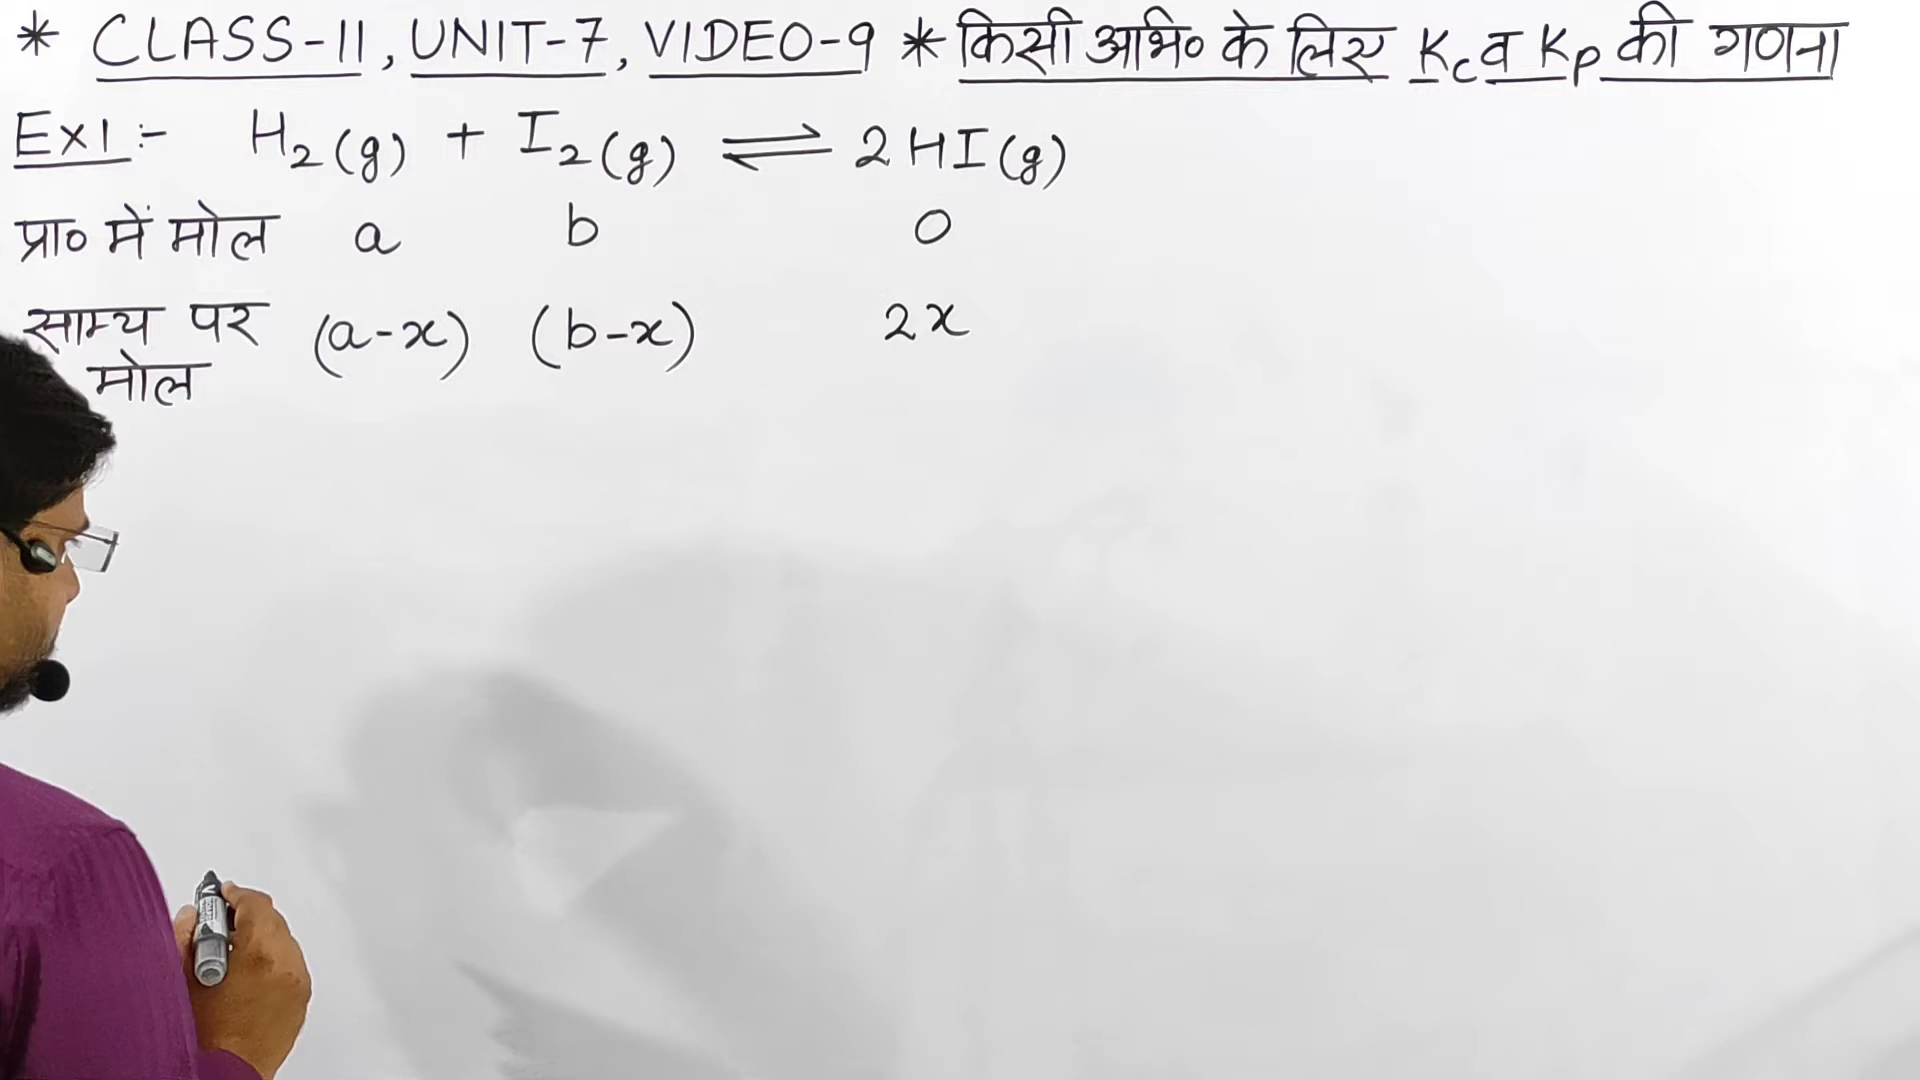 * CLASS-11, UNIT-7, VIDEO-9 * किसी अभि० के लिए Kc व Kp की गणना
Ex1:- H₂(g) + I₂(g) ⇌ 2HI(g)
प्रा० में मोल a b 0
साम्य पर मोल (a-x) (b-x) 2x